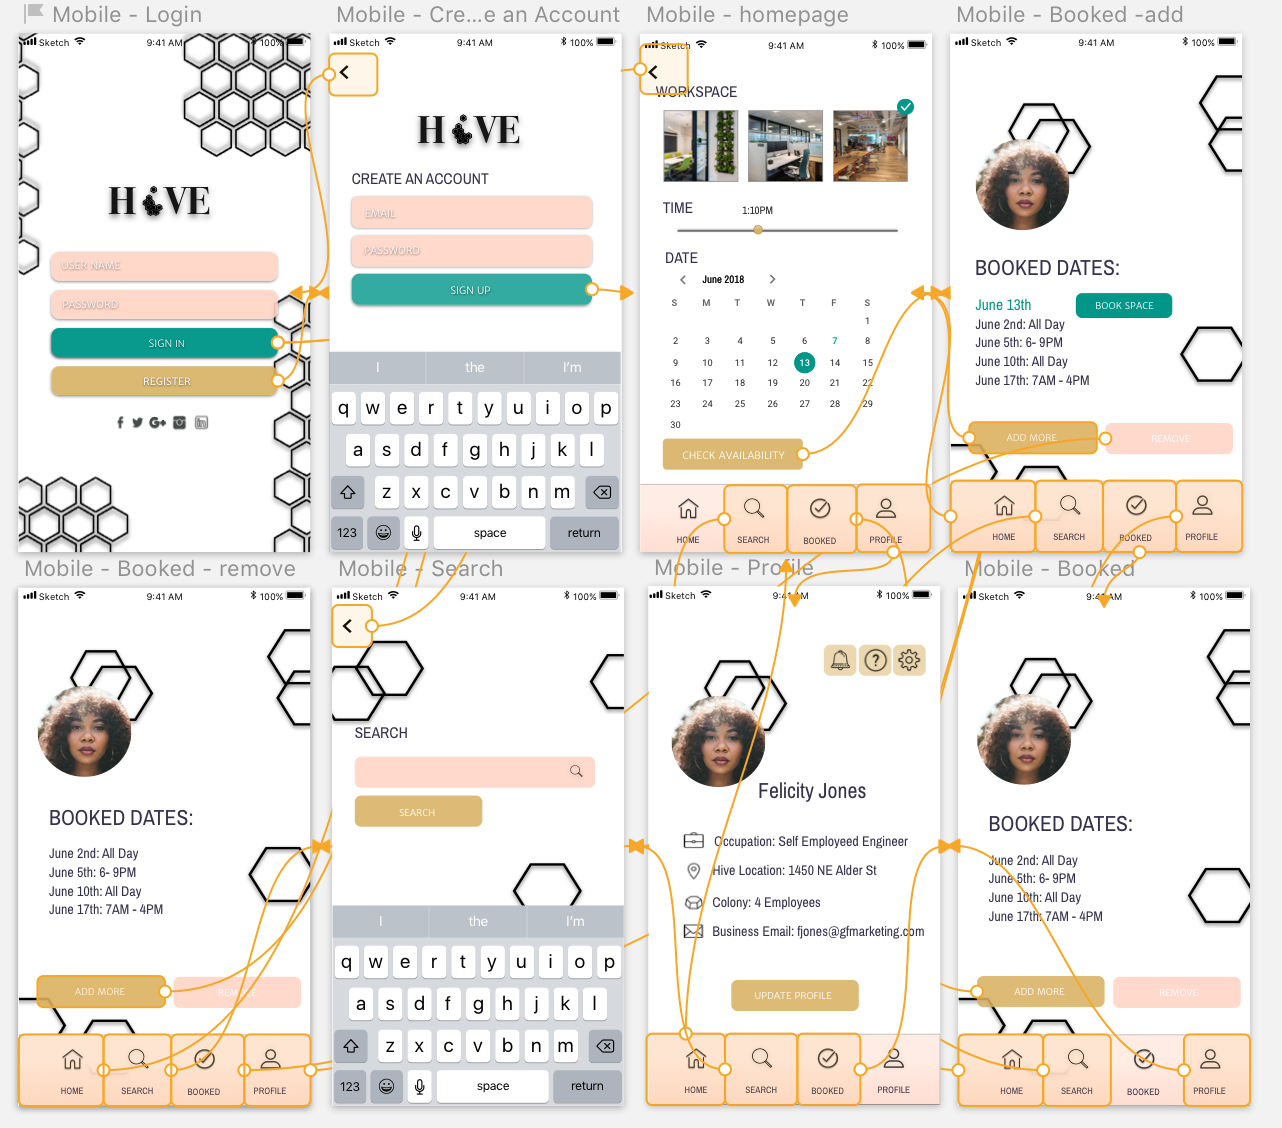 Mobile - Login
Sketch
9:41 AM
100%
HIVE
USER NAME
PASSWORD
SIGN IN
REGISTER
Mobile - Cre...e an Account
Sketch
9:41 AM
100%
HIVE
CREATE AN ACCOUNT
EMAIL
PASSWORD
SIGN UP
I the I'm
q w e r t y u i o p
a s d f g h j k l
z x c v b n m
123 space return
Mobile - homepage
Sketch
9:41 AM
100%
WORKSPACE
TIME
1:10PM
DATE
June 2018
S M T W T F S
1
2 3 4 5 6 7 8
9 10 11 12 13 14 15
16 17 18 19 20 21 22
23 24 25 26 27 28 29
30
CHECK AVAILABILITY
HOME SEARCH BOOKED PROFILE
Mobile - Booked -add
Sketch
9:41 AM
100%
BOOKED DATES:
June 13th
BOOK SPACE
June 2nd: All Day
June 5th: 6- 9PM
June 10th: All Day
June 17th: 7AM - 4PM
ADD MORE
REMOVE
HOME SEARCH BOOKED PROFILE
Mobile - Booked - remove
Sketch
9:41 AM
100%
BOOKED DATES:
June 2nd: All Day
June 5th: 6- 9PM
June 10th: All Day
June 17th: 7AM - 4PM
ADD MORE
REMOVE
HOME SEARCH BOOKED PROFILE
Mobile - Search
Sketch
9:41 AM
100%
SEARCH
SEARCH
I the I'm
q w e r t y u i o p
a s d f g h j k l
z x c v b n m
123 space return
Mobile - Profile
Sketch
9:41 AM
100%
Felicity Jones
Occupation: Self Employeed Engineer
Hive Location: 1450 NE Alder St
Colony: 4 Employees
Business Email: fjones@gfmarketing.com
UPDATE PROFILE
HOME SEARCH BOOKED PROFILE
Mobile - Booked
Sketch
9:41 AM
100%
BOOKED DATES:
June 2nd: All Day
June 5th: 6- 9PM
June 10th: All Day
June 17th: 7AM - 4PM
ADD MORE
REMOVE
HOME SEARCH BOOKED PROFILE